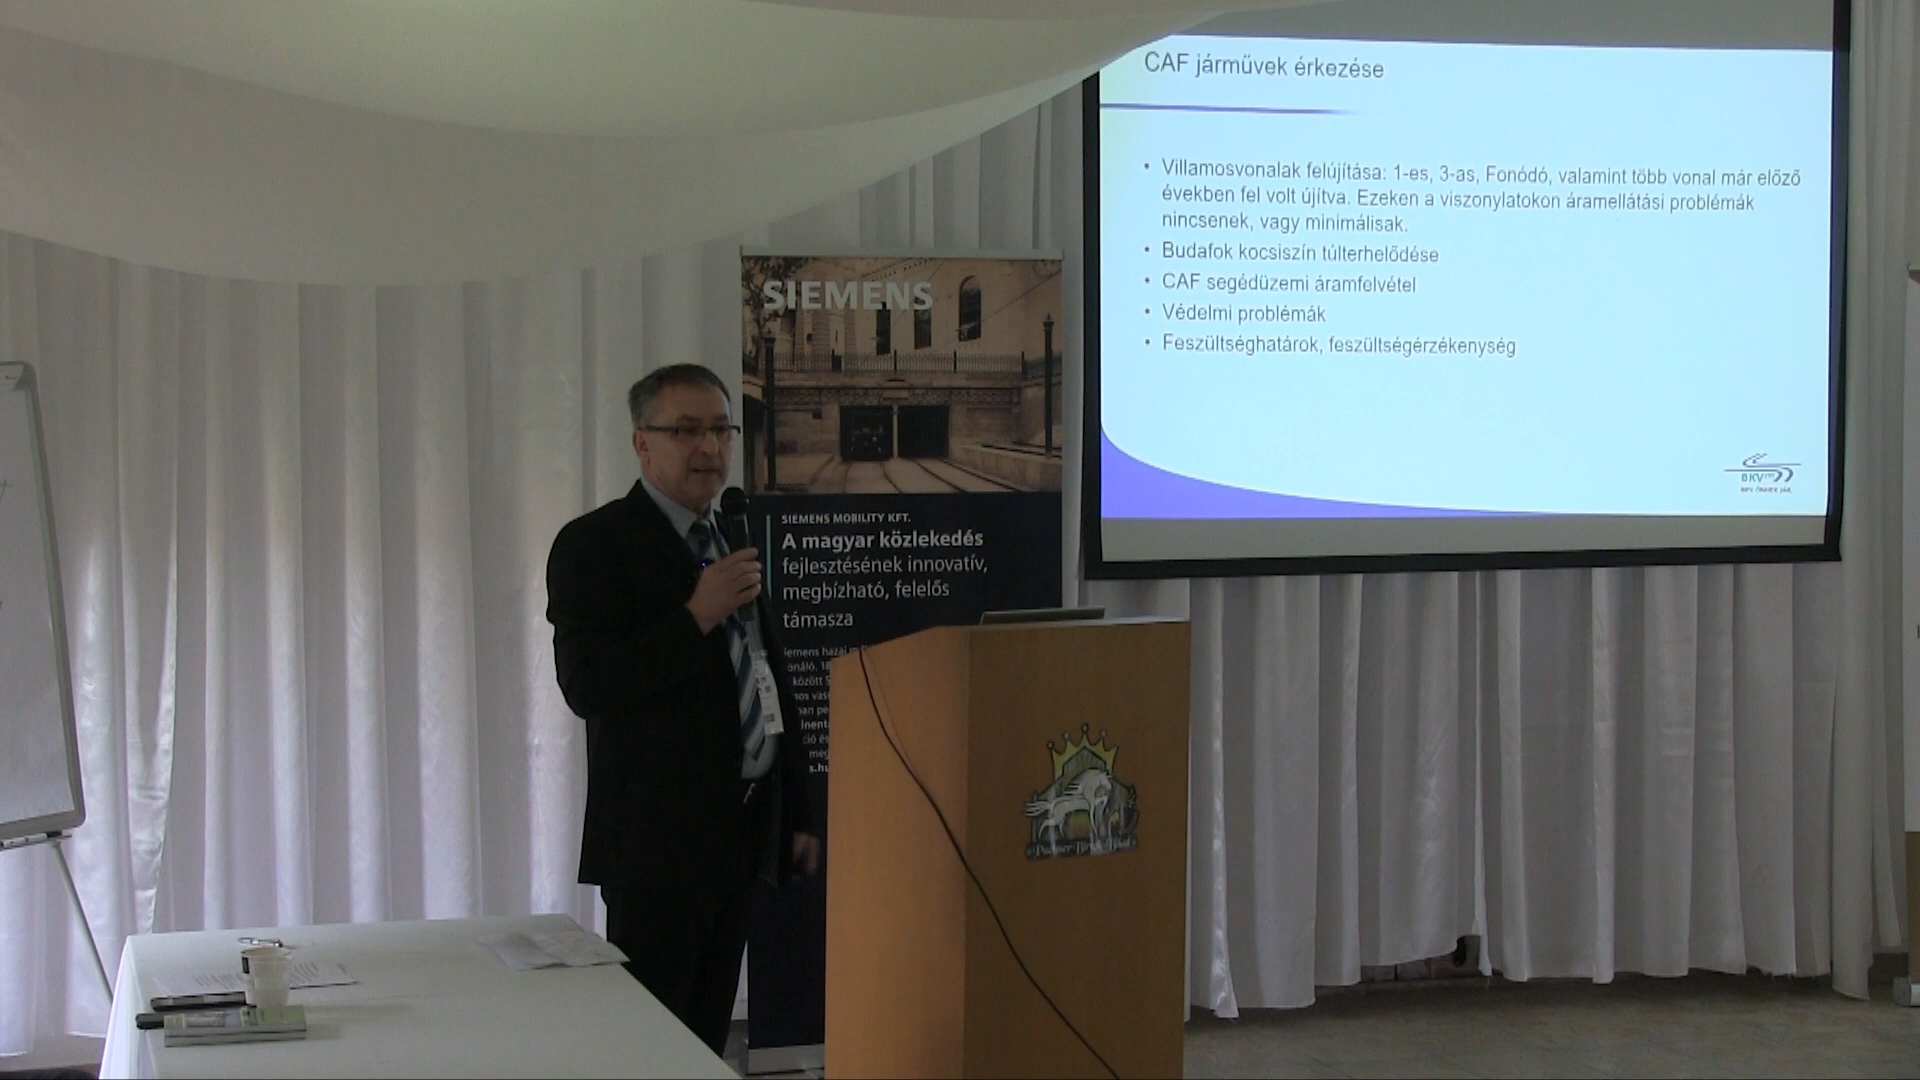 CAF járművek érkezése
• Villamosvonalak felújítása: 1-es, 3-as, Fonódó, valamint több vonal már előző
években fel volt újítva. Ezeken a viszonylatokon áramellátási problémák
nincsenek, vagy minimálisak.
• Budafok kocsiszín túlterhelődése
• CAF segédüzemi áramfelvétel
• Védelmi problémák
• Feszültséghatárok, feszültségérzékenység
BKV
SIEMENS
SIEMENS MOBILITY KFT.
A magyar közlekedés
fejlesztésének innovatív,
megbízható, felelős
támasza